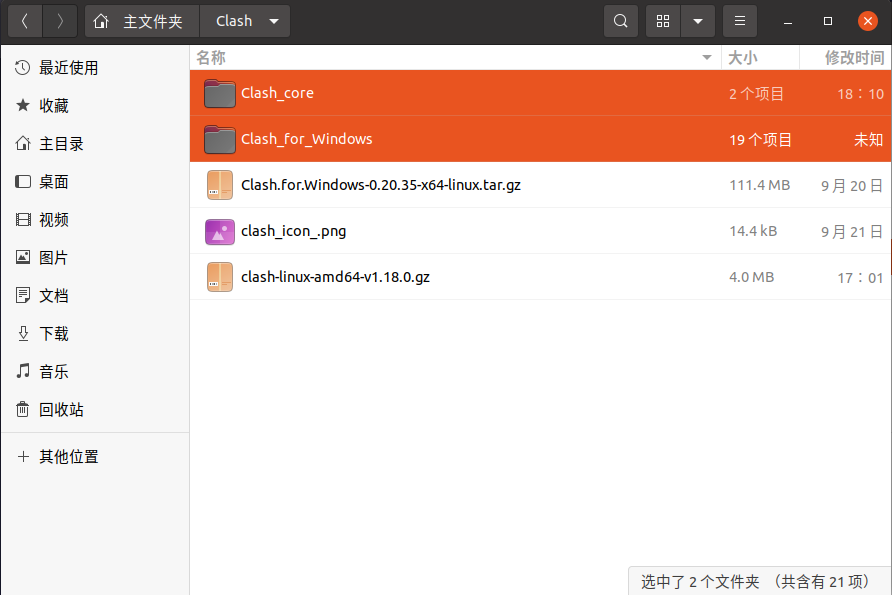 主文件夹 Clash
名称 大小 修改时间
最近使用
收藏
主目录
桌面
视频
图片
文档
下载
音乐
回收站
其他位置
Clash_core 2 个项目 18：10
Clash_for_Windows 19 个项目 未知
Clash.for.Windows-0.20.35-x64-linux.tar.gz 111.4 MB 9 月 20 日
clash_icon_.png 14.4 kB 9 月 21 日
clash-linux-amd64-v1.18.0.gz 4.0 MB 17：01
选中了 2 个文件夹 （共含有 21 项）